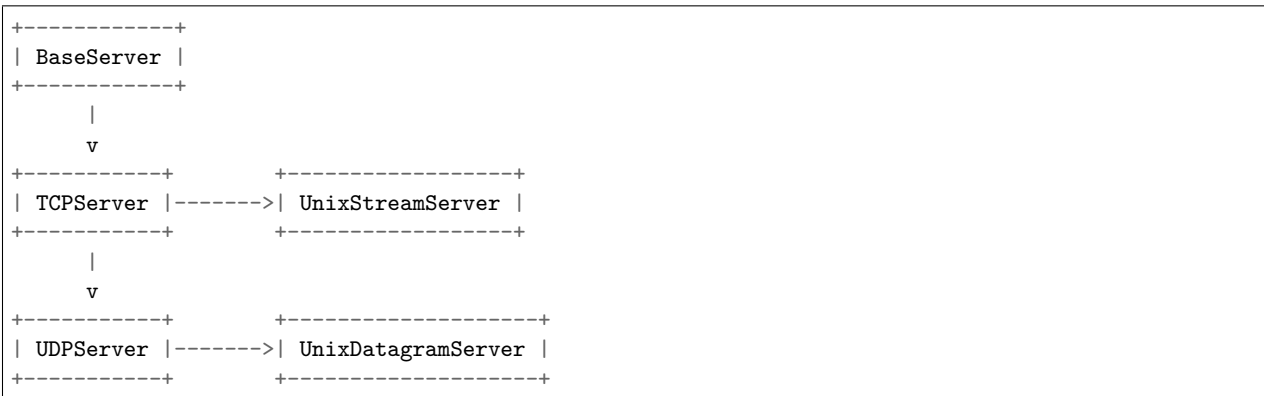 +------------+
| BaseServer |
+------------+
      |
      v
+-----------+        +------------------+
| TCPServer |------->| UnixStreamServer |
+-----------+        +------------------+
      |
      v
+-----------+        +--------------------+
| UDPServer |------->| UnixDatagramServer |
+-----------+        +--------------------+